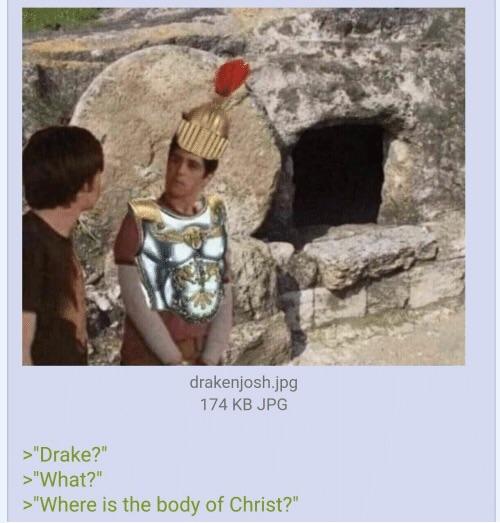 drakenjosh.jpg
174 KB JPG
>"Drake?"
>"What?"
>"Where is the body of Christ?"